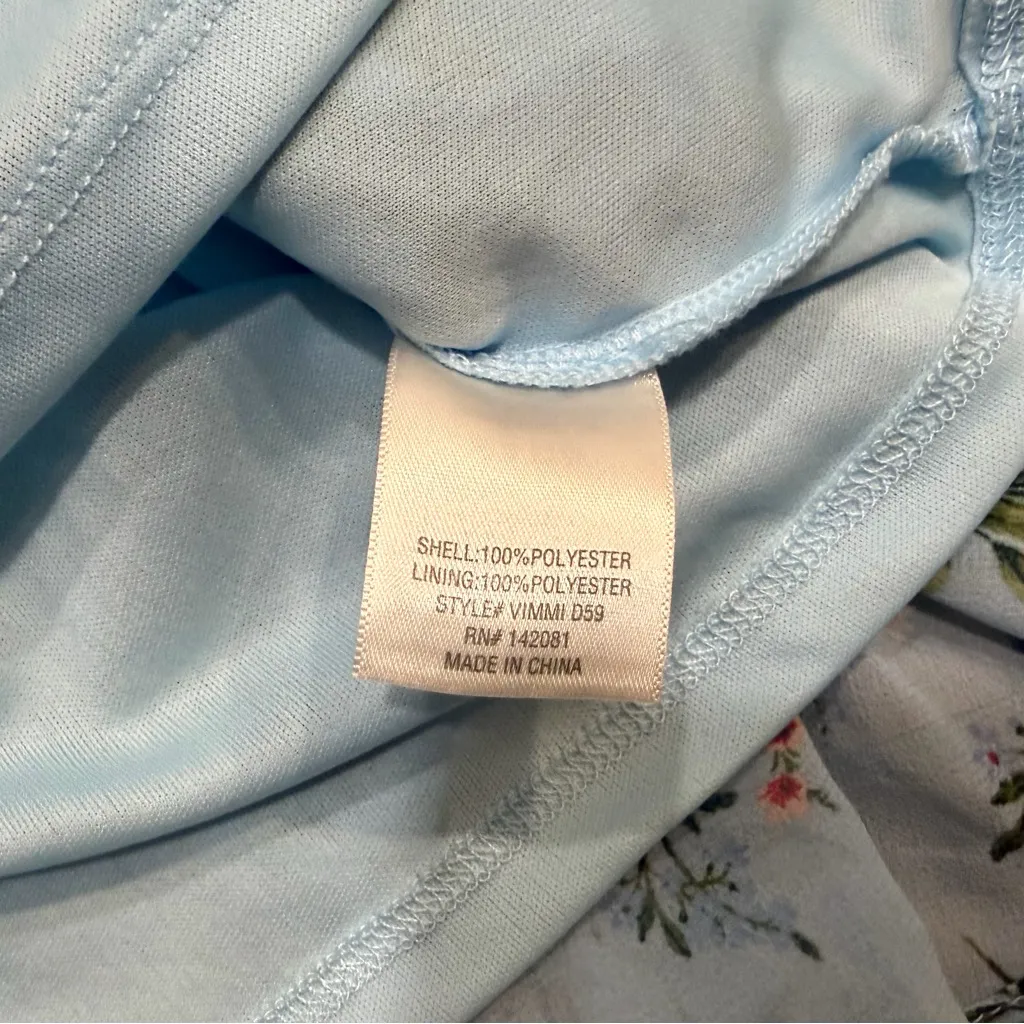 SHELL:100%POLYESTER
LINING:100%POLYESTER
STYLE# VIMMI D59
RN# 142081
MADE IN CHINA